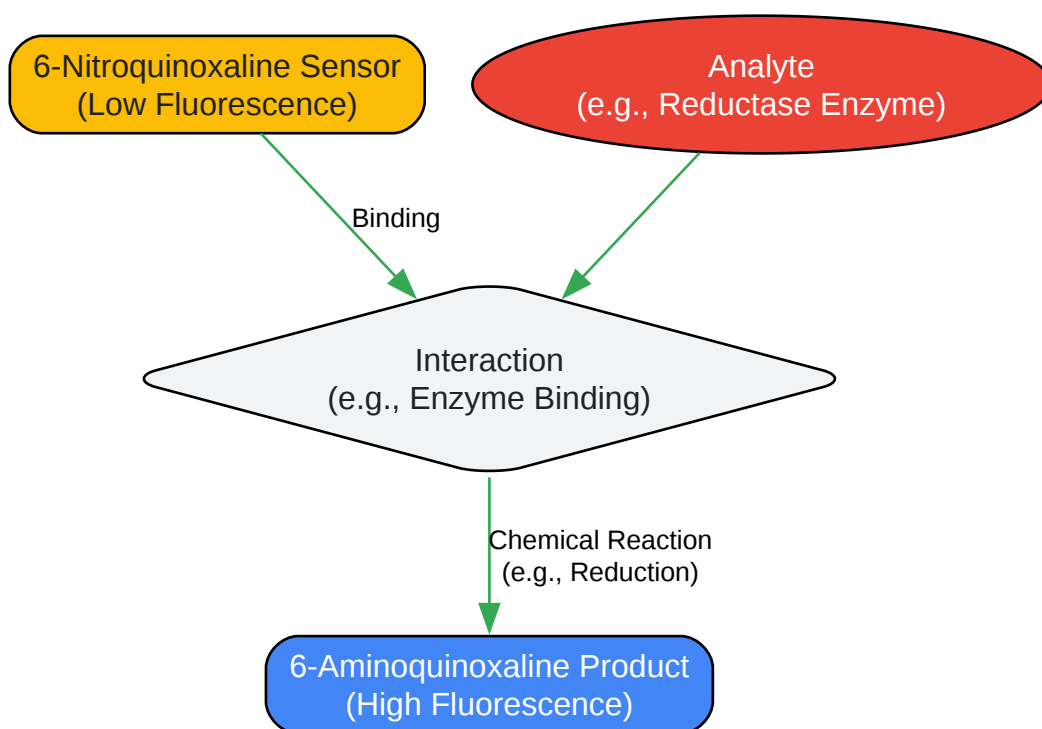 6-Nitroquinoxaline Sensor
(Low Fluorescence)
Analyte
(e.g., Reductase Enzyme)
Binding
Interaction
(e.g., Enzyme Binding)
Chemical Reaction
(e.g., Reduction)
6-Aminoquinoxaline Product
(High Fluorescence)